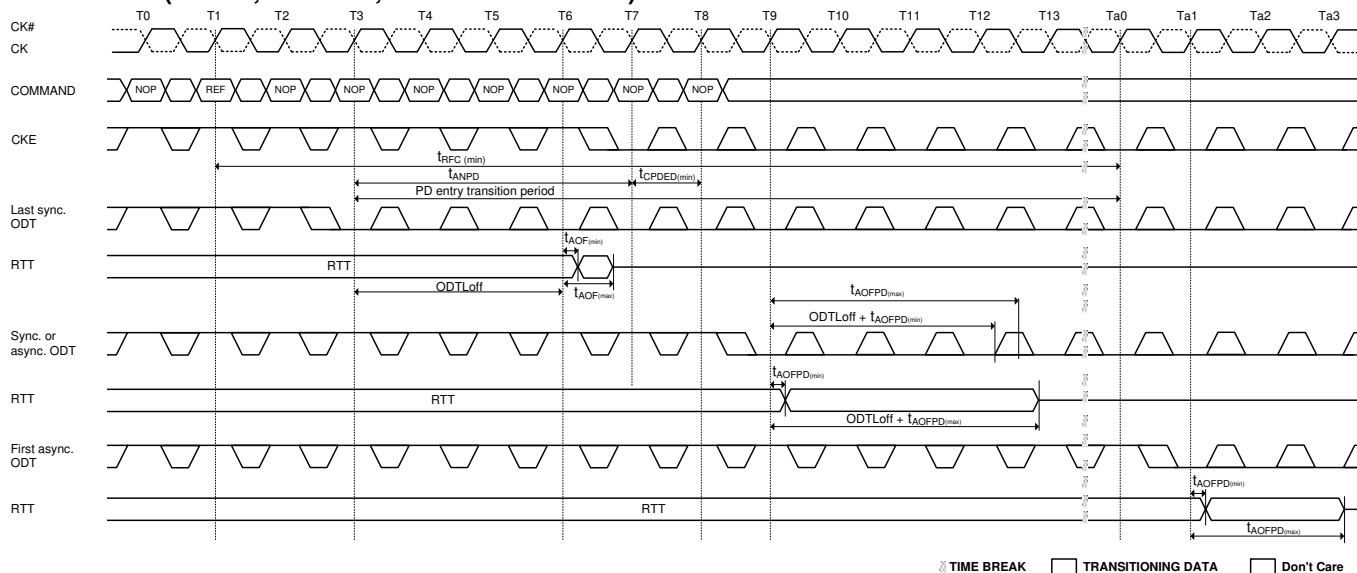 T0 T1 T2 T3 T4 T5 T6 T7 T8 T9 T10 T11 T12 T13 Ta0 Ta1 Ta2 Ta3
CK#
CK
COMMAND NOP REF NOP NOP NOP NOP NOP NOP NOP
CKE
tRFC (min)
tANPD tCPDED(min)
PD entry transition period
Last sync.
ODT
tAOF(min)
RTT RTT
ODTLoff tAOF(max)
tAOFPD(max)
ODTLoff + tAOFPD(min)
Sync. or
async. ODT
tAOFPD(min)
RTT RTT
ODTLoff + tAOFPD(max)
First async.
ODT
tAOFPD(min)
RTT RTT
tAOFPD(max)
TIME BREAK TRANSITIONING DATA Don't Care